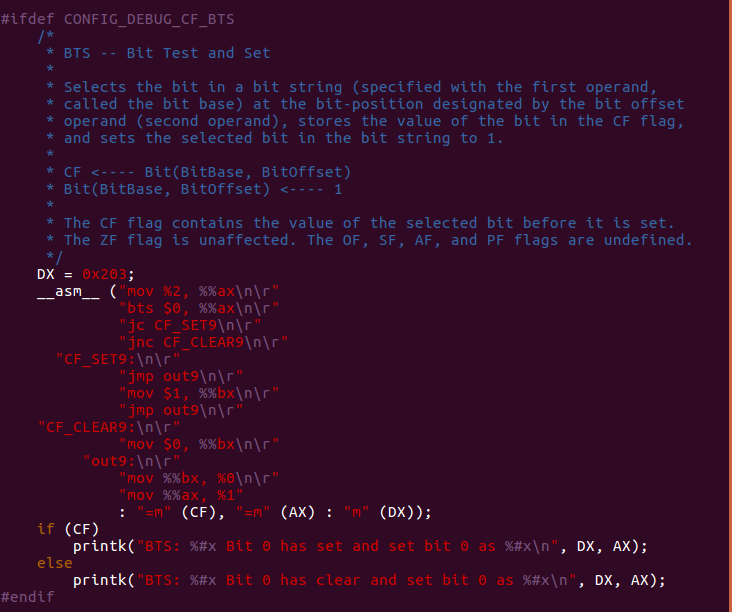 #ifdef CONFIG_DEBUG_CF_BTS
    /*
     * BTS -- Bit Test and Set
     *
     * Selects the bit in a bit string (specified with the first operand,
     * called the bit base) at the bit-position designated by the bit offset
     * operand (second operand), stores the value of the bit in the CF flag,
     * and sets the selected bit in the bit string to 1.
     *
     * CF <---- Bit(BitBase, BitOffset)
     * Bit(BitBase, BitOffset) <---- 1
     *
     * The CF flag contains the value of the selected bit before it is set.
     * The ZF flag is unaffected. The OF, SF, AF, and PF flags are undefined.
     */
    DX = 0x203;
    __asm__ ("mov %2, %%ax\n\r"
             "bts $0, %%ax\n\r"
             "jc CF_SET9\n\r"
             "jnc CF_CLEAR9\n\r"
      "CF_SET9:\n\r"
             "jmp out9\n\r"
             "mov $1, %%bx\n\r"
             "jmp out9\n\r"
    "CF_CLEAR9:\n\r"
             "mov $0, %%bx\n\r"
         "out9:\n\r"
             "mov %%bx, %0\n\r"
             "mov %%ax, %1"
             : "=m" (CF), "=m" (AX) : "m" (DX));
    if (CF)
        printk("BTS: %#x Bit 0 has set and set bit 0 as %#x\n", DX, AX);
    else
        printk("BTS: %#x Bit 0 has clear and set bit 0 as %#x\n", DX, AX);
#endif